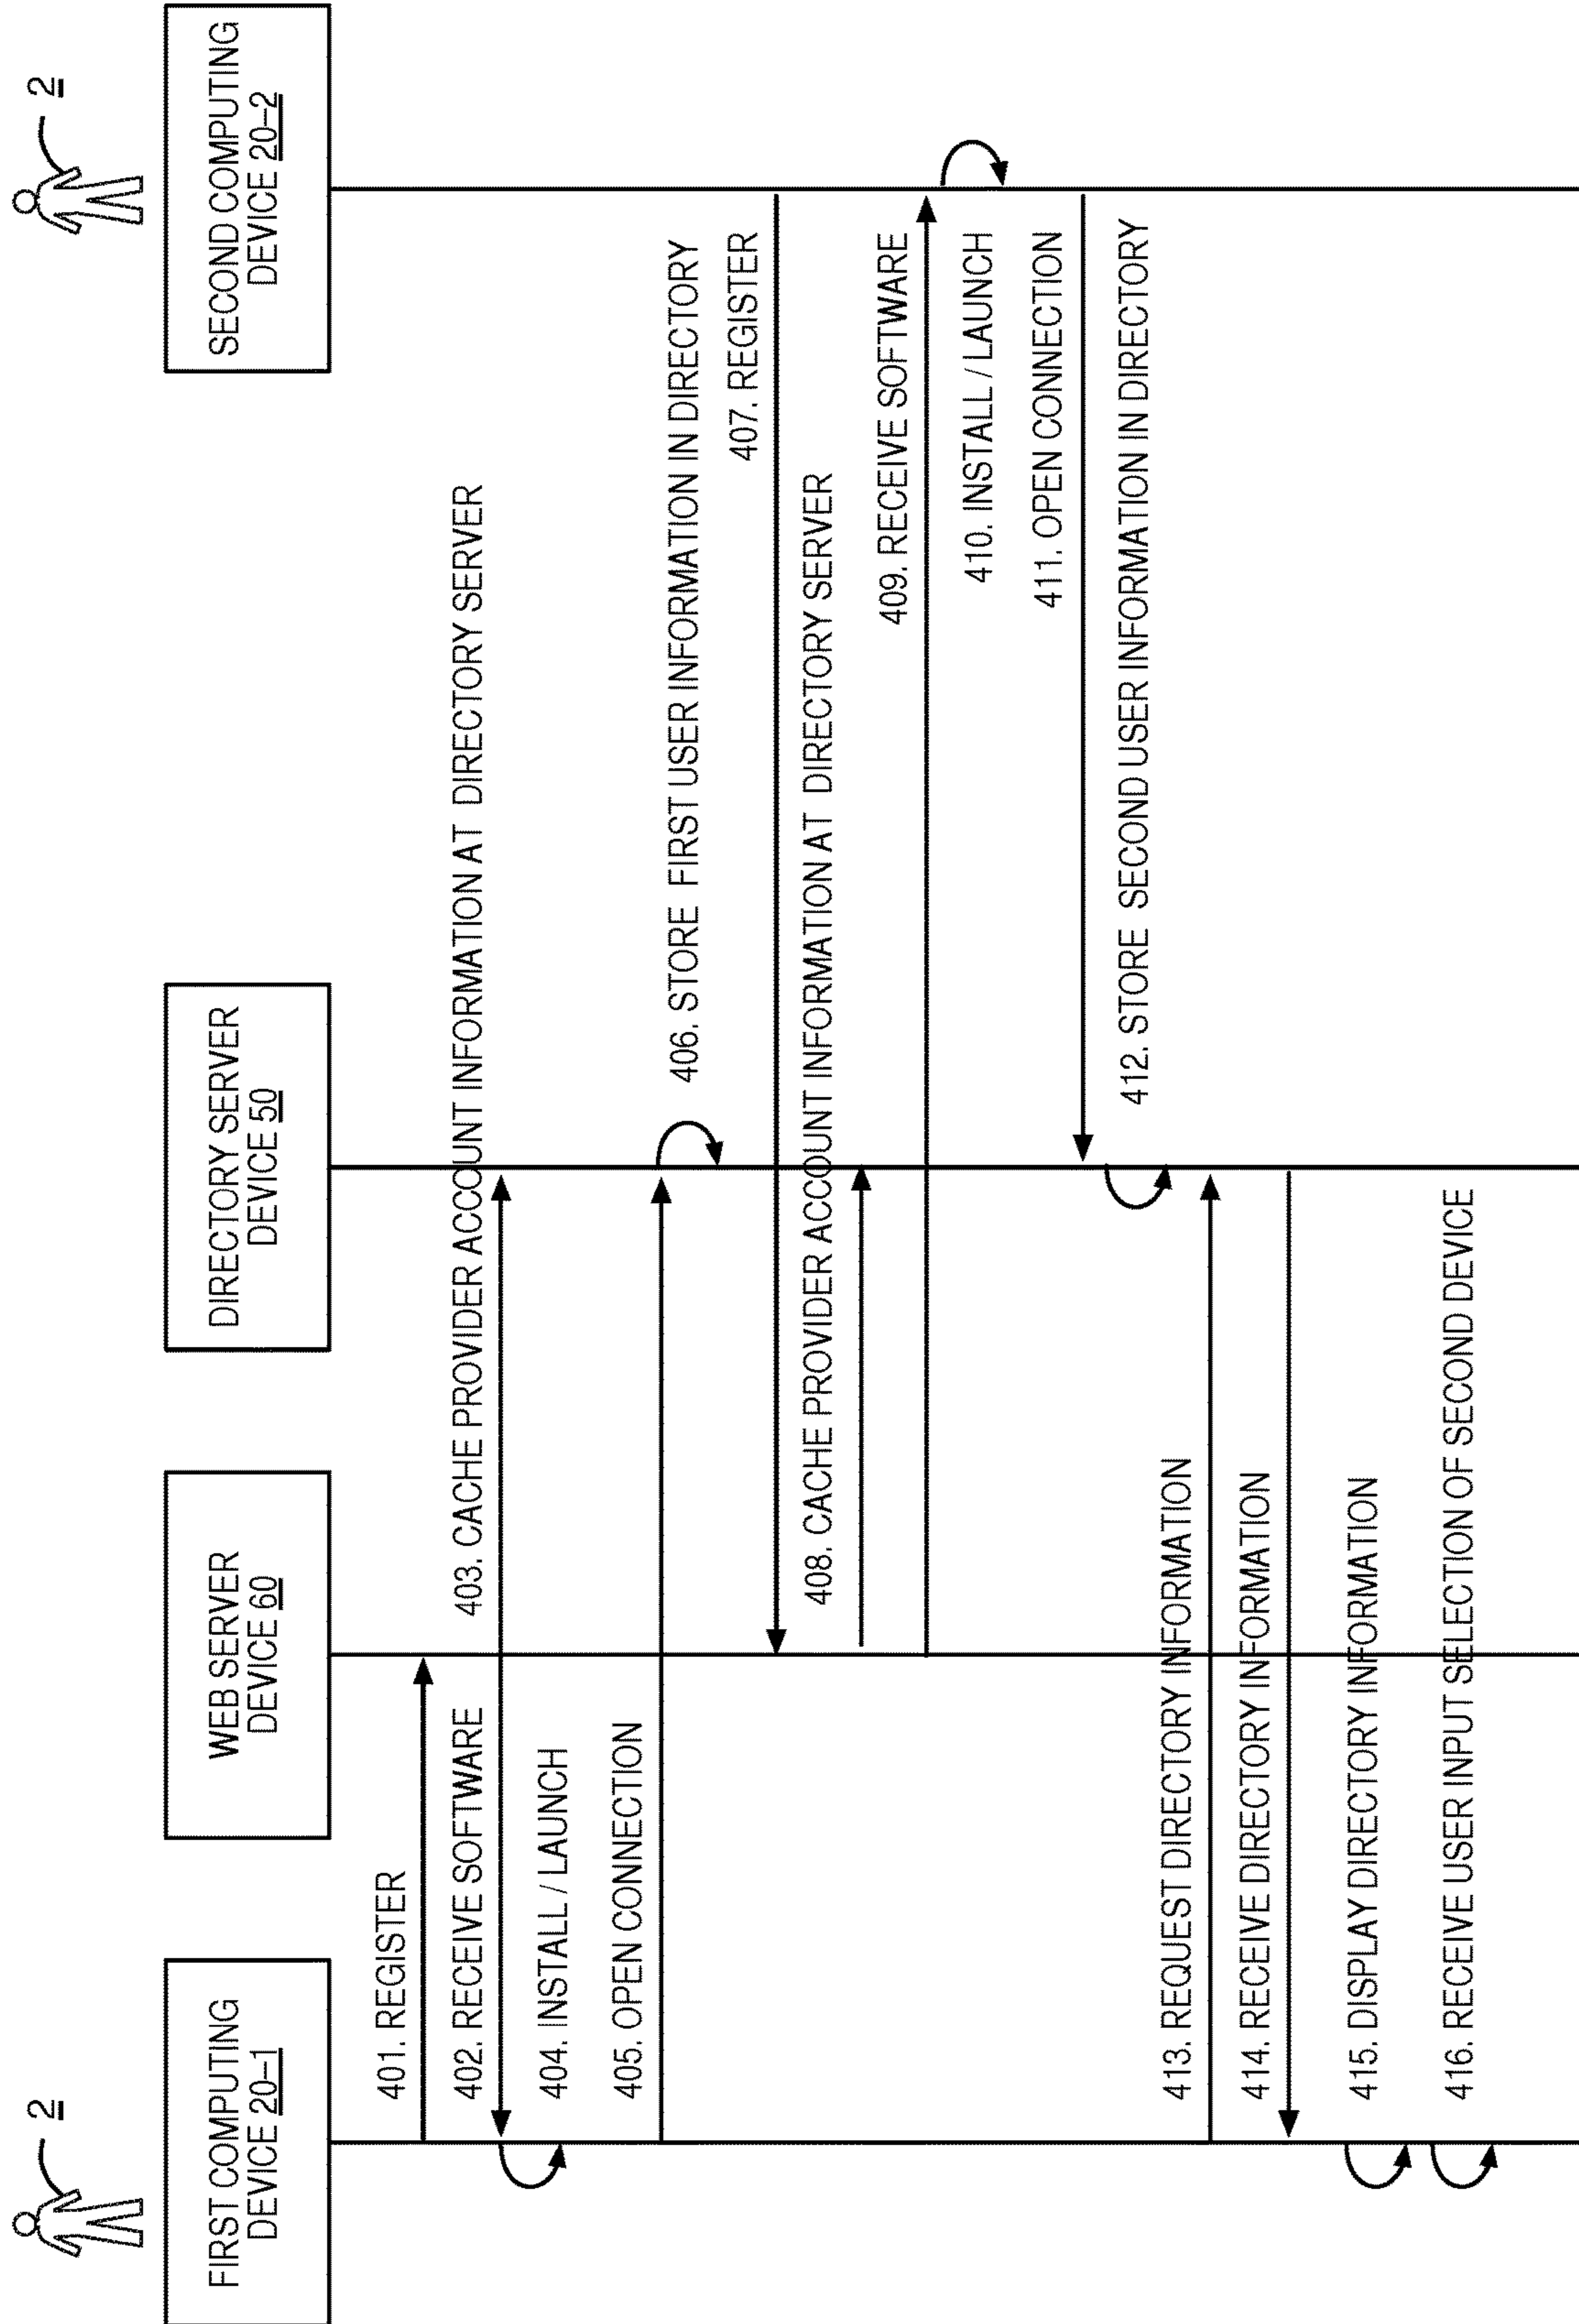 2
2
FIRST COMPUTING
DEVICE 20–1
WEB SERVER
DEVICE 60
DIRECTORY SERVER
DEVICE 50
SECOND COMPUTING
DEVICE 20–2
401. REGISTER
402. RECEIVE SOFTWARE
403. CACHE PROVIDER ACCOUNT INFORMATION AT DIRECTORY SERVER
404. INSTALL / LAUNCH
405. OPEN CONNECTION
406. STORE FIRST USER INFORMATION IN DIRECTORY
407. REGISTER
408. CACHE PROVIDER ACCOUNT INFORMATION AT DIRECTORY SERVER
409. RECEIVE SOFTWARE
410. INSTALL / LAUNCH
411. OPEN CONNECTION
412. STORE SECOND USER INFORMATION IN DIRECTORY
413. REQUEST DIRECTORY INFORMATION
414. RECEIVE DIRECTORY INFORMATION
415. DISPLAY DIRECTORY INFORMATION
416. RECEIVE USER INPUT SELECTION OF SECOND DEVICE